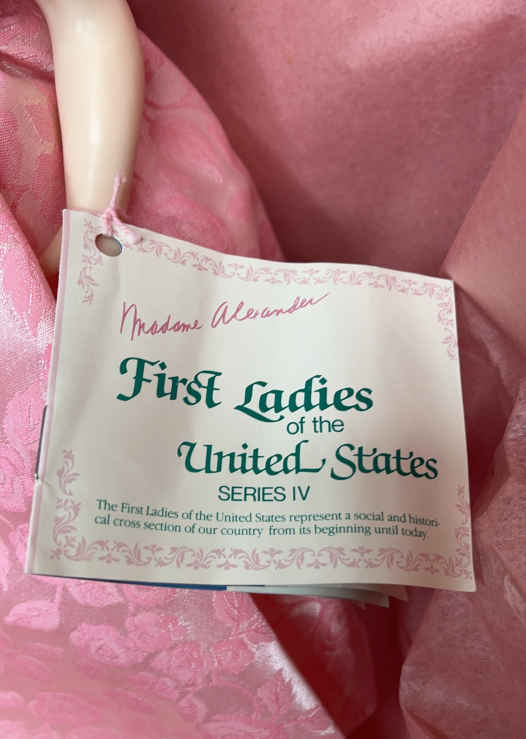 Madame Alexander
First Ladies
of the
United States
SERIES IV
The First Ladies of the United States represent a social and histori-
cal cross section of our country from its beginning until today.